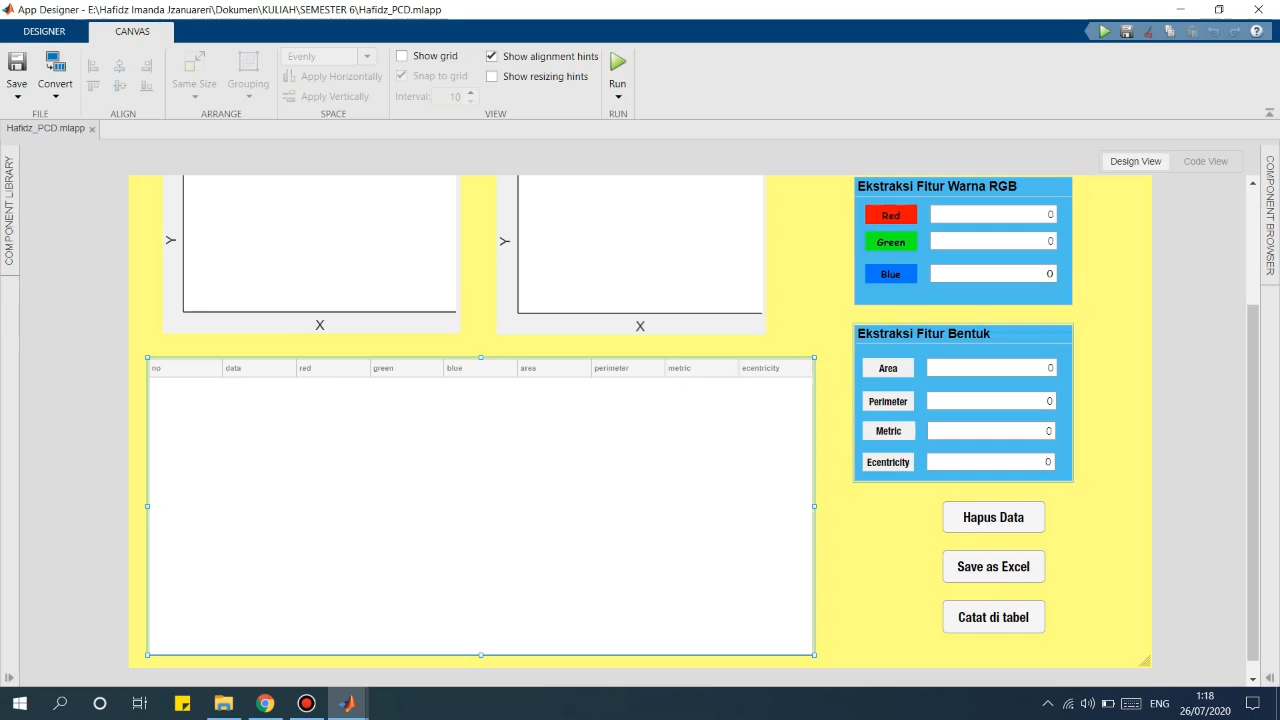 App Designer - E:\Hafidz Imanda Jzanuareri\Dokumen\KULIAH\SEMESTER 6\Hafidz_PCD.mlapp
DESIGNER
CANVAS
Save
Convert
FILE
ALIGN
Same Size
Grouping
ARRANGE
Evenly
Apply Horizontally
Apply Vertically
SPACE
Show grid
Snap to grid
Interval: 10
Show alignment hints
Show resizing hints
VIEW
Run
RUN
Hafidz_PCD.mlapp
Design View
Code View
COMPONENT LIBRARY
COMPONENT BROWSER
Y
X
Y
X
Ekstraksi Fitur Warna RGB
Red 0
Green 0
Blue 0
Ekstraksi Fitur Bentuk
Area 0
Perimeter 0
Metric 0
Ecentricity 0
no data red green blue area perimeter metric ecentricity
Hapus Data
Save as Excel
Catat di tabel
ENG
1:18
26/07/2020